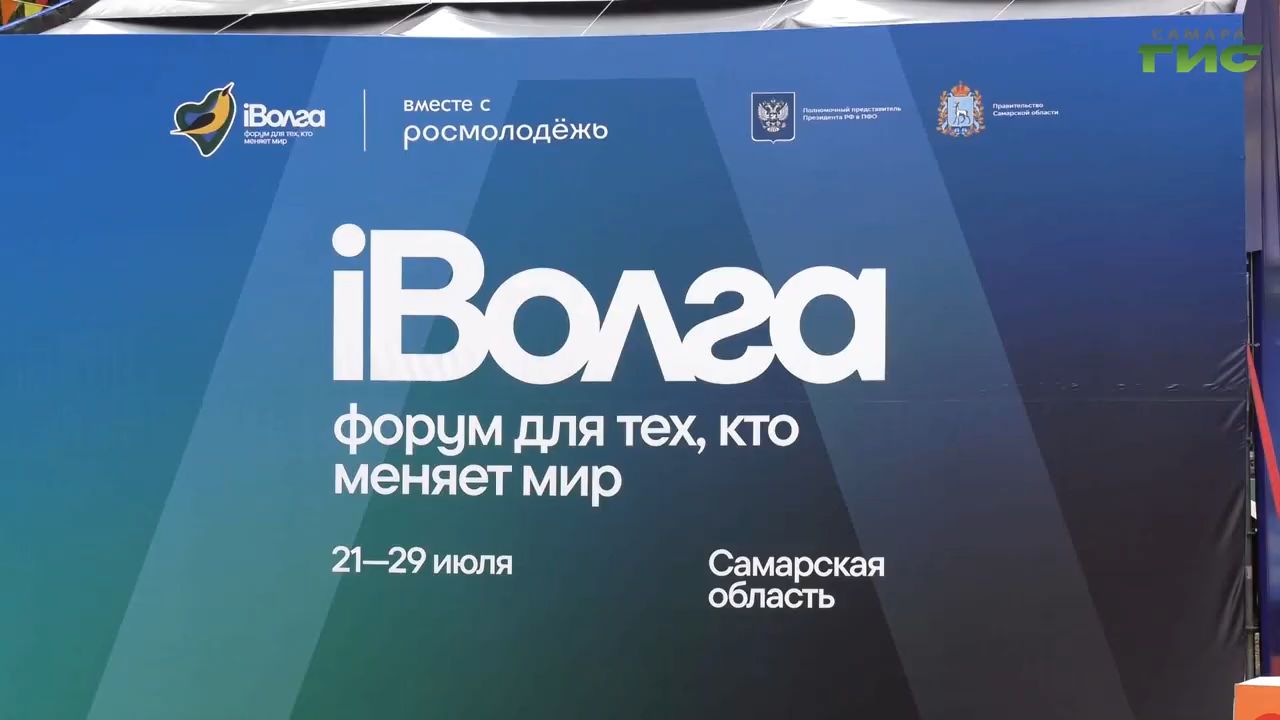 САМАРА
ГИС
iВолга
форум для тех, кто
меняет мир
вместе с
росмолодёжь
Полномочный представитель
Президента РФ в ПФО
Правительство
Самарской области
iВолга
форум для тех, кто
меняет мир
21—29 июля
Самарская
область